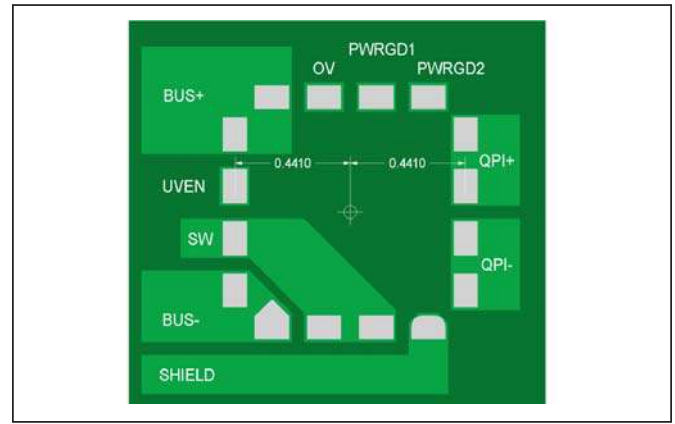 PWRGD1
OV PWRGD2
BUS+
0.4410 0.4410 QPI+
UVEN
SW
QPI-
BUS-
SHIELD